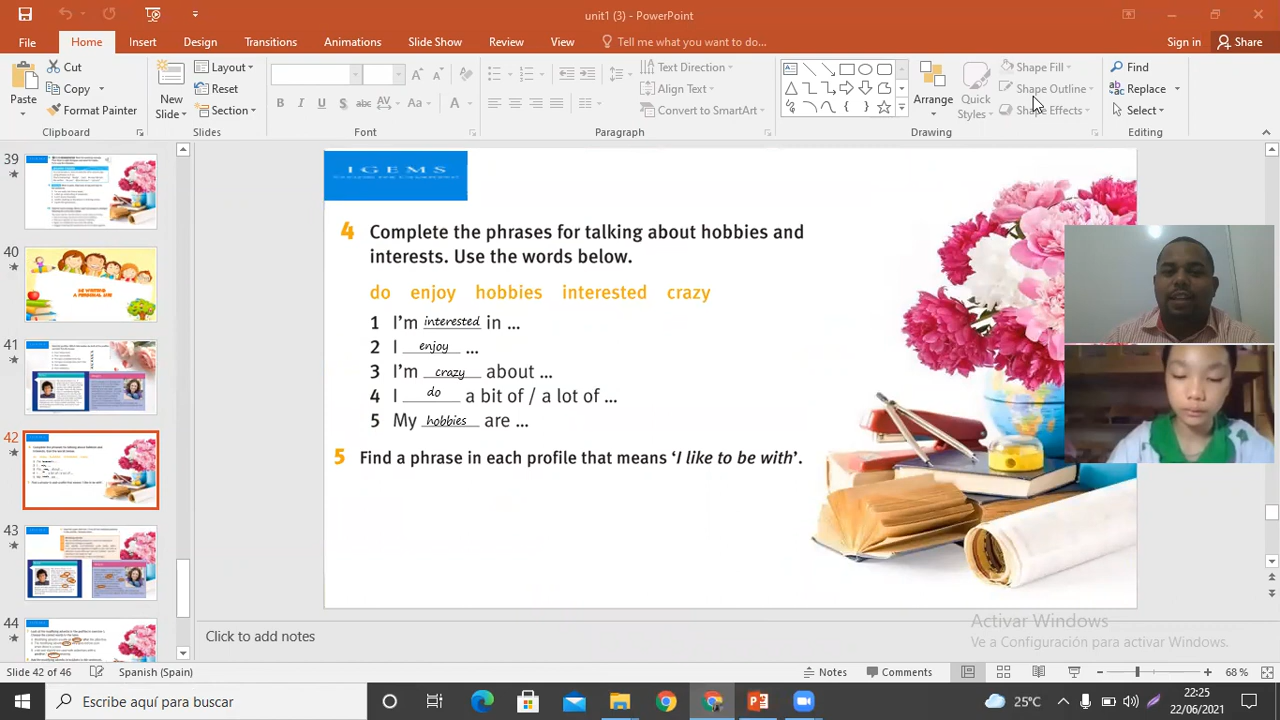 unit1 (3) - PowerPoint
File Home Insert Design Transitions Animations Slide Show Review View Tell me what you want to do... Sign in Share
Paste Cut Copy Format Painter Clipboard
New Slide Layout Reset Section Slides
B I U S abc AV Aa A Font
Text Direction Align Text Convert to SmartArt Paragraph
Arrange Quick Styles Shape Fill Shape Outline Shape Effects Drawing
Find Replace Select Editing
39
40
41
42
43
44
IGEMS
4 Complete the phrases for talking about hobbies and
interests. Use the words below.
do enjoy hobbies interested crazy
1 I'm interested in ...
2 I enjoy ...
3 I'm crazy about ...
4 I do a bit of / a lot of ...
5 My hobbies are ...
5 Find a phrase in each profile that means 'I like to be with'.
Click to add notes
Activar Windows
Ve a Configuración para activar Windows.
Slide 42 of 46 Spanish (Spain) Notes Comments 68 %
Escribe aquí para buscar 25°C 22:25
22/06/2021